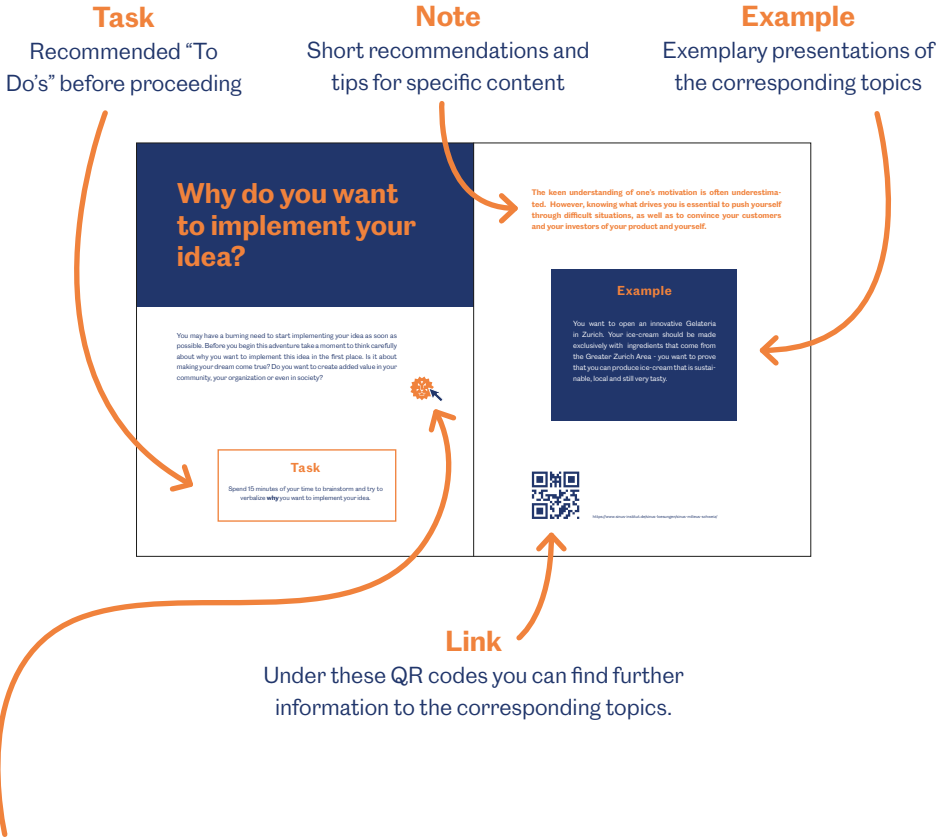 Task
Recommended “To
Do’s” before proceeding
Note
Short recommendations and
tips for specific content
Example
Exemplary presentations of
the corresponding topics
Why do you want
to implement your
idea?
You may have a burning need to start implementing your idea as soon as
possible. Before you begin this adventure take a moment to think carefully
about why you want to implement this idea in the first place. Is it about
making your dream come true? Do you want to create added value in your
community, your organization or even in society?
Task
Spend 15 minutes of your time to brainstorm and try to
verbalize why you want to implement your idea.
The keen understanding of one’s motivation is often underestima-
ted. However, knowing what drives you is essential to push yourself
through difficult situations, as well as to convince your customers
and your investors of your product and yourself.
Example
You want to open an innovative Gelateria
in Zurich. Your ice-cream should be made
exclusively with ingredients that come from
the Greater Zurich Area - you want to prove
that you can produce ice-cream that is sustai-
nable, local and still very tasty.
Link
Under these QR codes you can find further
information to the corresponding topics.